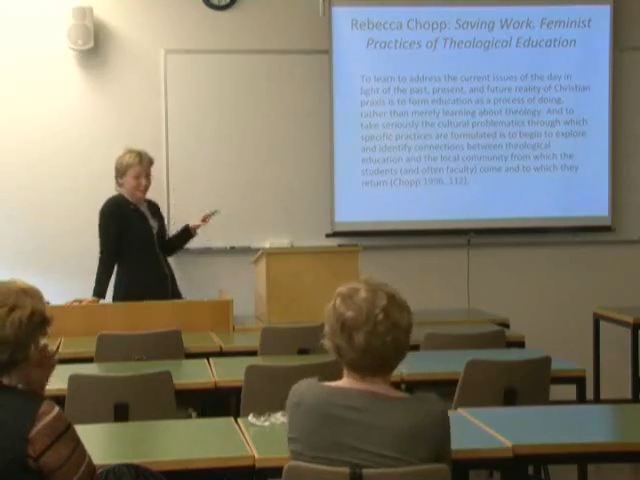 Rebecca Chopp: Saving Work. Feminist
Practices of Theological Education
To learn to address the current issues of the day in
light of the past, present, and future reality of Christian
praxis is to form education as a process of doing,
rather than merely learning about theology. And to
take seriously the cultural problematics through which
specific practices are formulated is to begin to explore
and identify connections between theological
education and the local community from which the
students (and often faculty) come and to which they
return (Chopp 1996, 112).